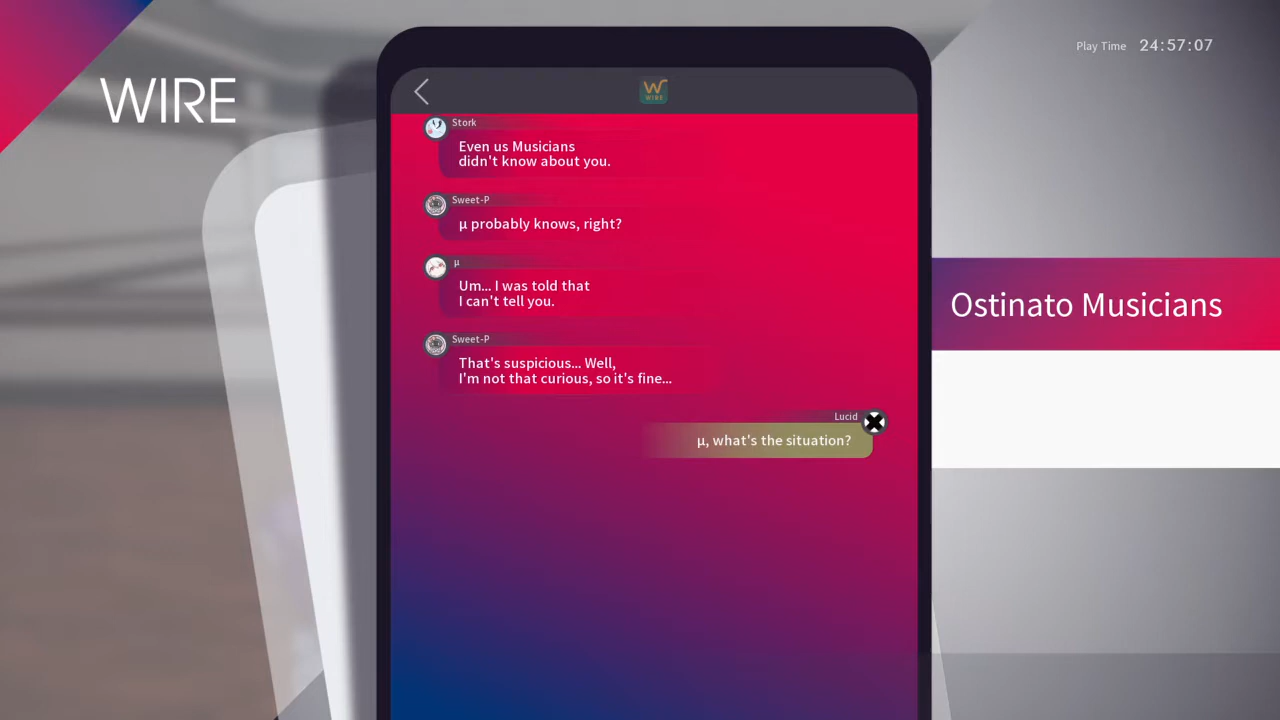 Play Time 24:57:07
WIRE
W
WIRE
Stork
Even us Musicians
didn't know about you.
Sweet-P
μ probably knows, right?
μ
Um... I was told that
I can't tell you.
Sweet-P
That's suspicious... Well,
I'm not that curious, so it's fine...
Lucid
μ, what's the situation?
Ostinato Musicians